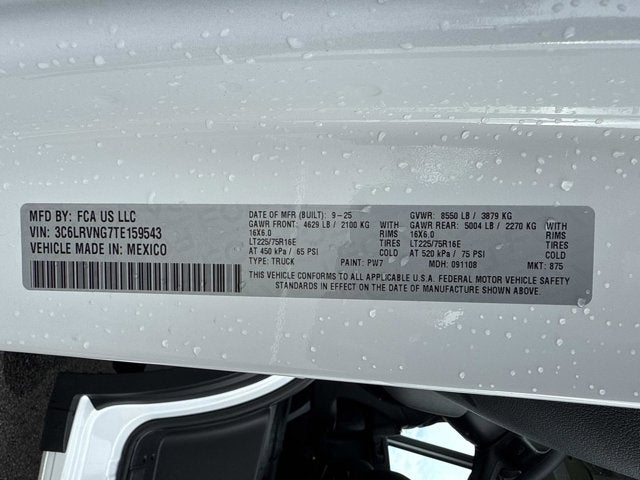 MFD BY: FCA US LLC
VIN: 3C6LRVNG7TE159543
VEHICLE MADE IN: MEXICO
DATE OF MFR (BUILT): 9-25 GVWR: 8550 LB / 3879 KG
GAWR FRONT: 4629 LB / 2100 KG WITH GAWR REAR: 5004 LB / 2270 KG WITH
16X6.0 RIMS 16X6.0 RIMS
LT225/75R16E TIRES LT225/75R16E TIRES
AT 450 kPa / 65 PSI COLD AT 520 kPa / 75 PSI COLD
TYPE: TRUCK PAINT: PW7 MDH: 091108 MKT: 875
THIS VEHICLE CONFORMS TO ALL APPLICABLE U.S.A. FEDERAL MOTOR VEHICLE SAFETY
STANDARDS IN EFFECT ON THE DATE OF MANUFACTURE SHOWN ABOVE.